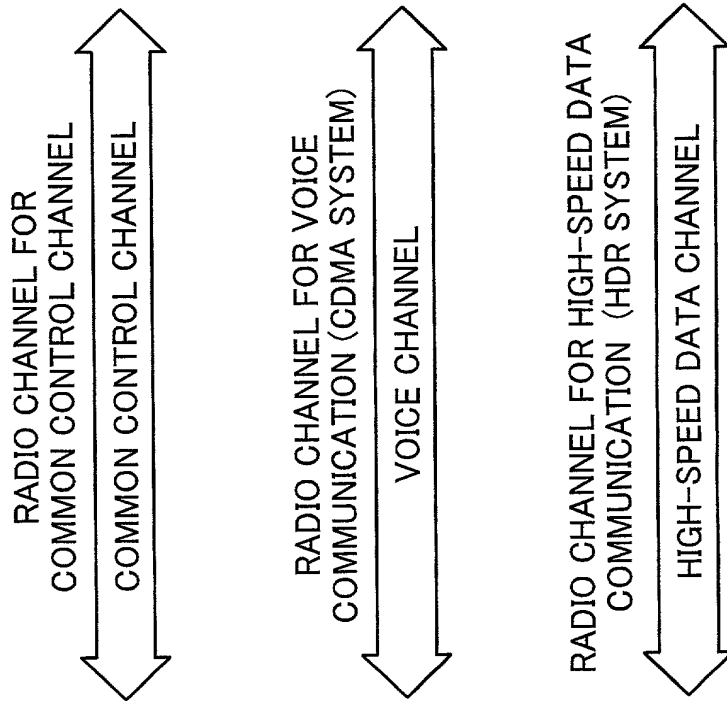 RADIO CHANNEL FOR
COMMON CONTROL CHANNEL
COMMON CONTROL CHANNEL
RADIO CHANNEL FOR VOICE
COMMUNICATION (CDMA SYSTEM)
VOICE CHANNEL
RADIO CHANNEL FOR HIGH-SPEED DATA
COMMUNICATION (HDR SYSTEM)
HIGH-SPEED DATA CHANNEL